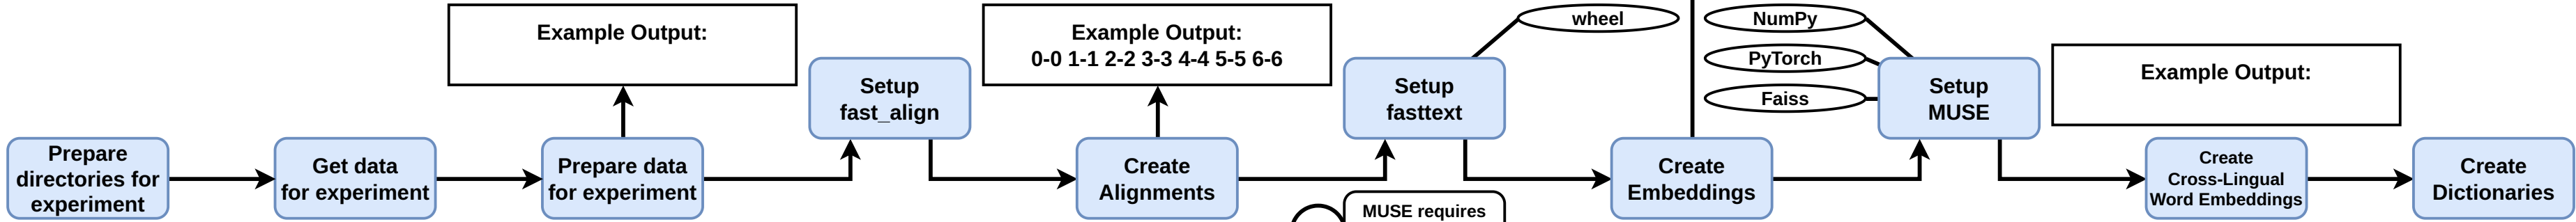 Prepare
directories for
experiment
Get data
for experiment
Example Output:
Prepare data
for experiment
Setup
fast_align
Example Output:
0-0 1-1 2-2 3-3 4-4 5-5 6-6
Create
Alignments
wheel
Setup
fasttext
MUSE requires
Create
Embeddings
NumPy
PyTorch
Faiss
Setup
MUSE
Example Output:
Create
Cross-Lingual
Word Embeddings
Create
Dictionaries